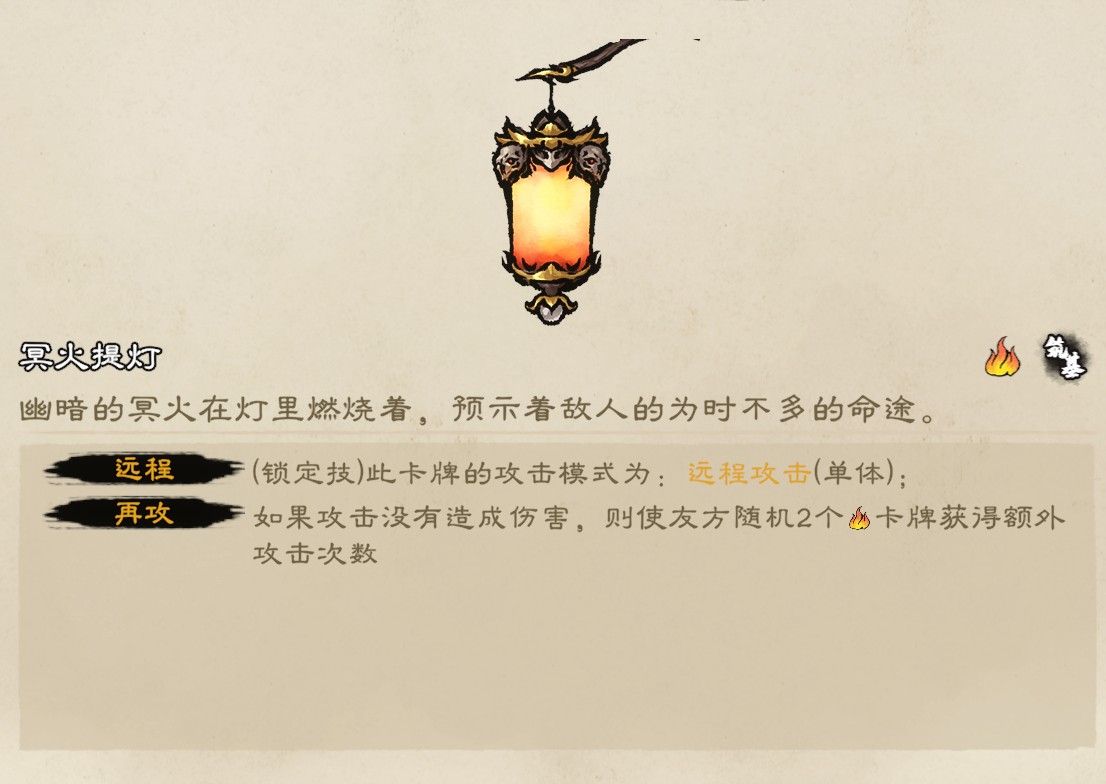 冥火提灯
筑基
幽暗的冥火在灯里燃烧着，预示着敌人的为时不多的命途。
远程 (锁定技)此卡牌的攻击模式为：远程攻击(单体)；
再攻 如果攻击没有造成伤害，则使友方随机2个卡牌获得额外
攻击次数